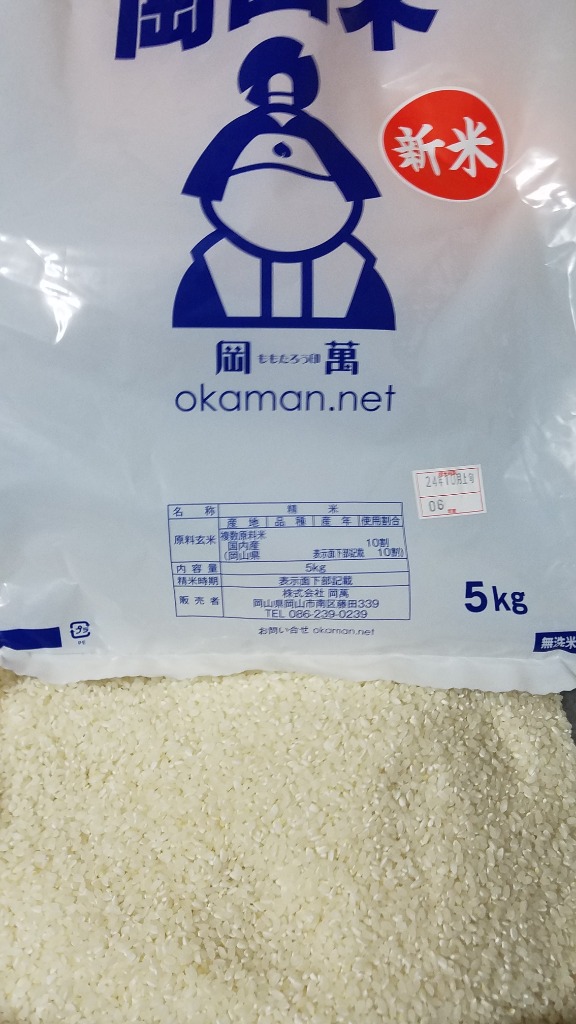 岡山米
新米
岡 ももたろう印 萬
okaman.net
24年10月上旬
06
名 称 精 米
産 地 品 種 産 年 使用割合
原料玄米 複数原料米
国内産 10割
(岡山県 表示面下部記載 10割)
内 容 量 5kg
精米時期 表示面下部記載
販 売 者 株式会社 岡萬
岡山県岡山市南区藤田339
TEL 086-239-0239
お問い合せ okaman.net
5kg
プラ
PE
無洗米